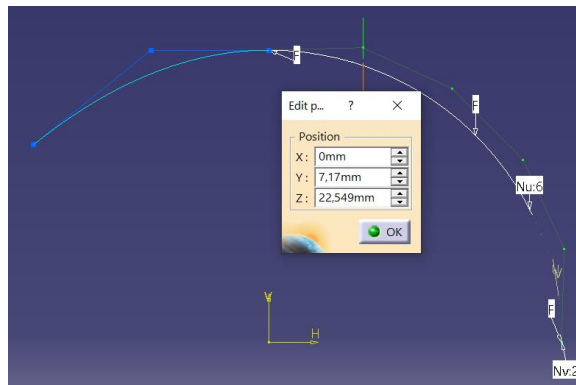 F
F
Edit p... ? ×
Position
X : 0mm
Y : 7,17mm
Z : 22,549mm
OK
Nu:6
V
H
F
Nv:2